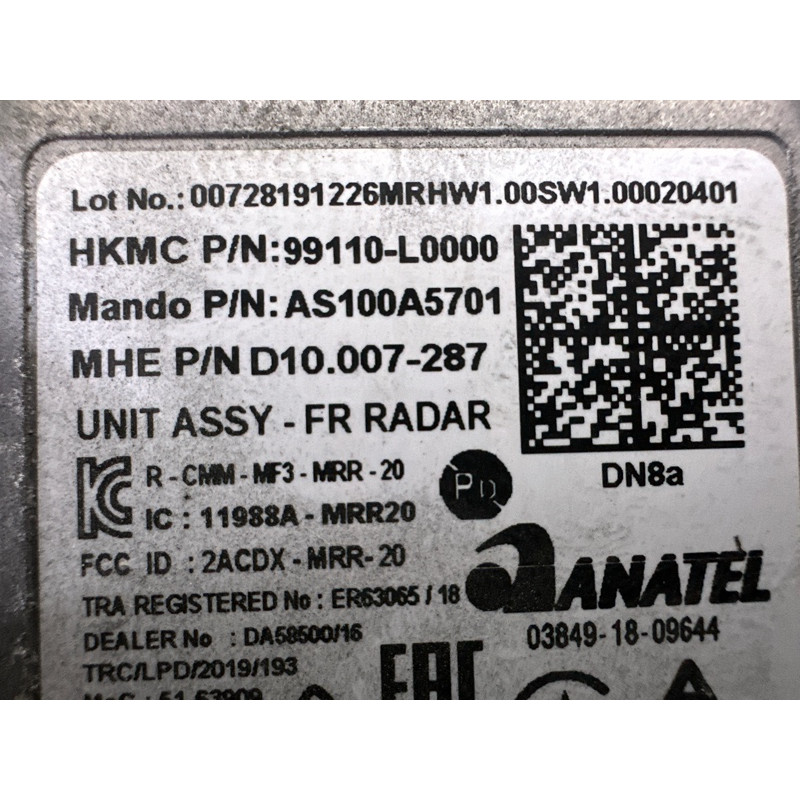 Lot No.: 00728191226MRHW1.00SW1.00020401
HKMC P/N: 99110-L0000
Mando P/N: AS100A5701
MHE P/N D10.007-287
UNIT ASSY - FR RADAR
DN8a
R - CMM - MF3 - MRR - 20
IC : 11988A - MRR20
FCC ID : 2ACDX - MRR- 20
TRA REGISTERED No : ER63065 / 18
DEALER No : DA58500/16
TRC/LPD/2019/193
ANATEL
03849-18-09644
EAC